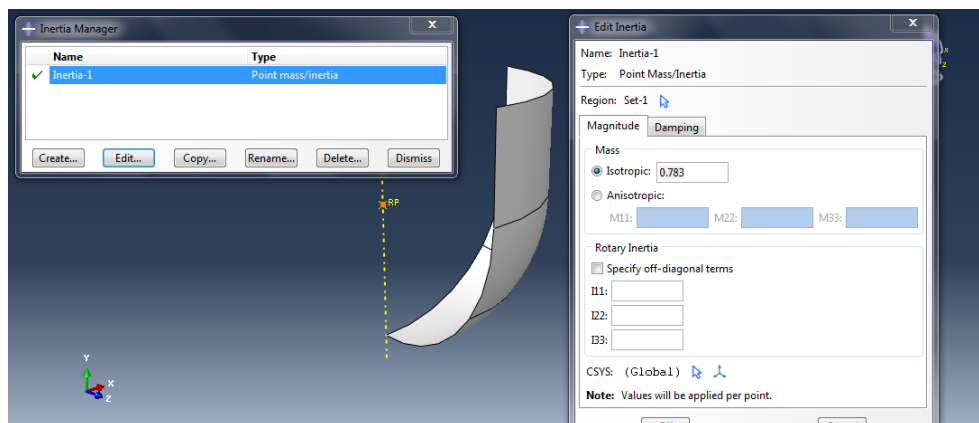 Inertia Manager
X
Name Type
Inertia-1 Point mass/inertia
Create... Edit... Copy... Rename... Delete... Dismiss
RP
Y
X
Z
Edit Inertia
X
Name: Inertia-1
Type: Point Mass/Inertia
Region: Set-1
Magnitude Damping
Mass
Isotropic: 0.783
Anisotropic:
M11: M22: M33:
Rotary Inertia
Specify off-diagonal terms
I11:
I22:
I33:
CSYS: (Global)
Note: Values will be applied per point.
x
z